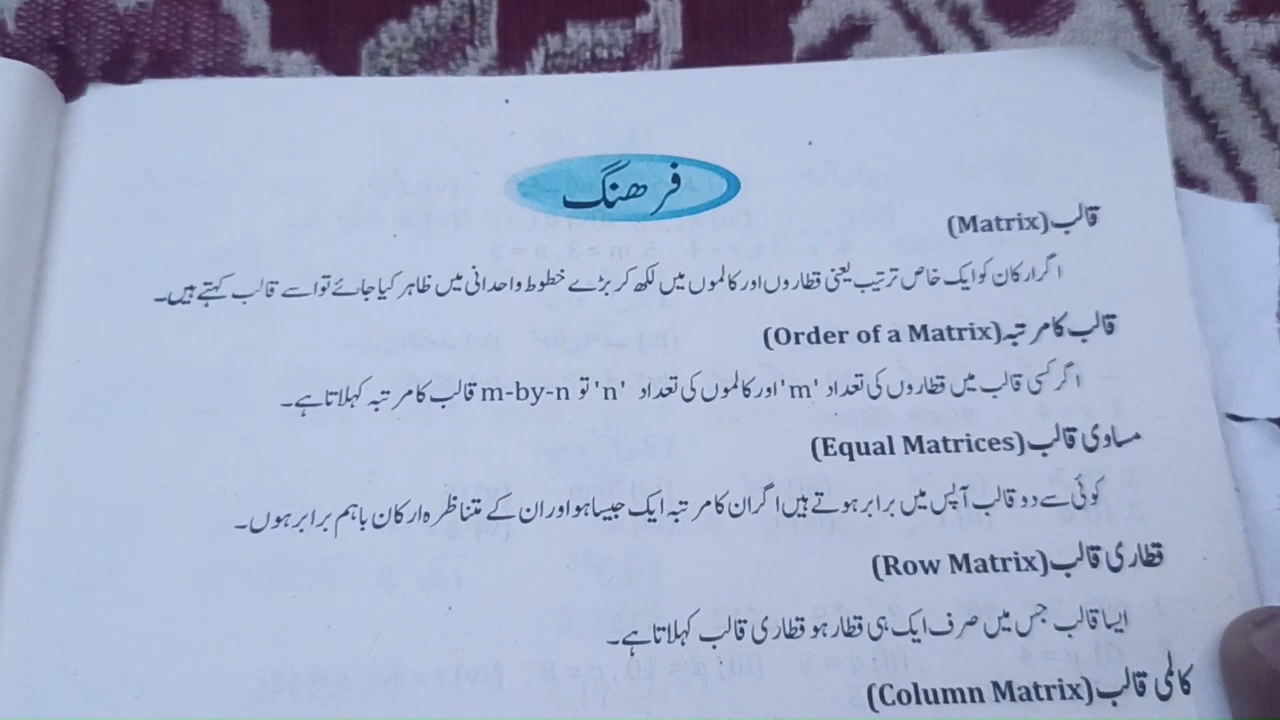 فرھنگ
قالب(Matrix)
اگر ارکان کو ایک خاص ترتیب یعنی قطاروں اور کالموں میں لکھ کر بڑے خطوط واحدانی میں ظاہر کیا جائے تو اسے قالب کہتے ہیں۔
قالب کا مرتبہ(Order of a Matrix)
اگر کسی قالب میں قطاروں کی تعداد 'm' اور کالموں کی تعداد 'n' تو m-by-n قالب کا مرتبہ کہلاتا ہے۔
مساوی قالب(Equal Matrices)
کوئی سے دو قالب آپس میں برابر ہوتے ہیں اگر ان کا مرتبہ ایک جیسا ہو اور ان کے متناظرہ ارکان باہم برابر ہوں۔
قطاری قالب(Row Matrix)
ایسا قالب جس میں صرف ایک ہی قطار ہو قطاری قالب کہلاتا ہے۔
کالمی قالب(Column Matrix)